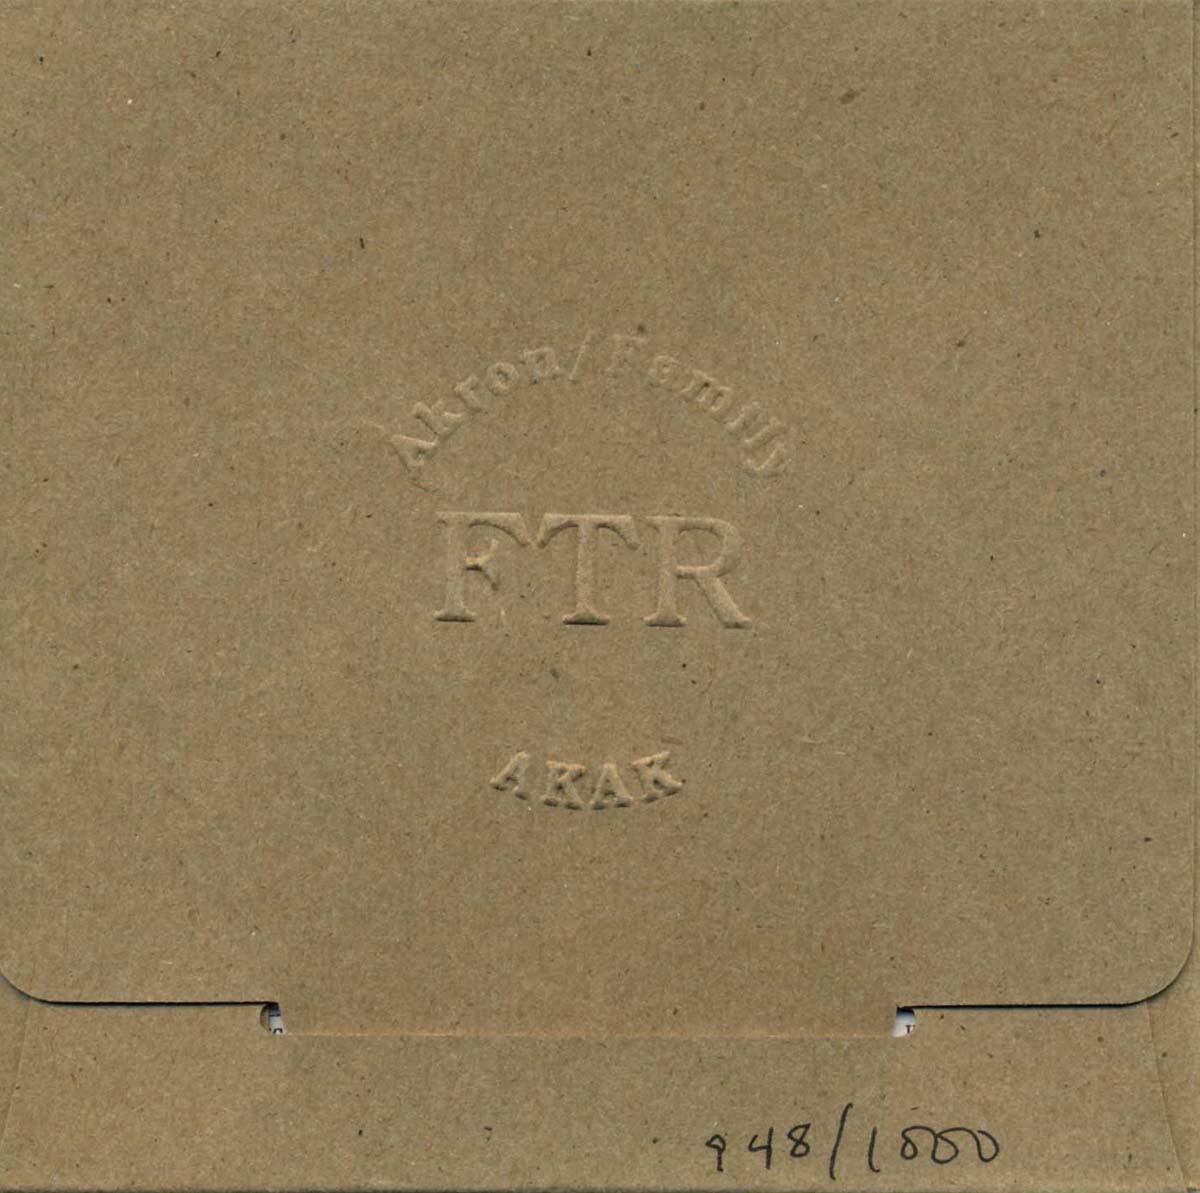 Akron/Family
FTR
AKAK
948/1000